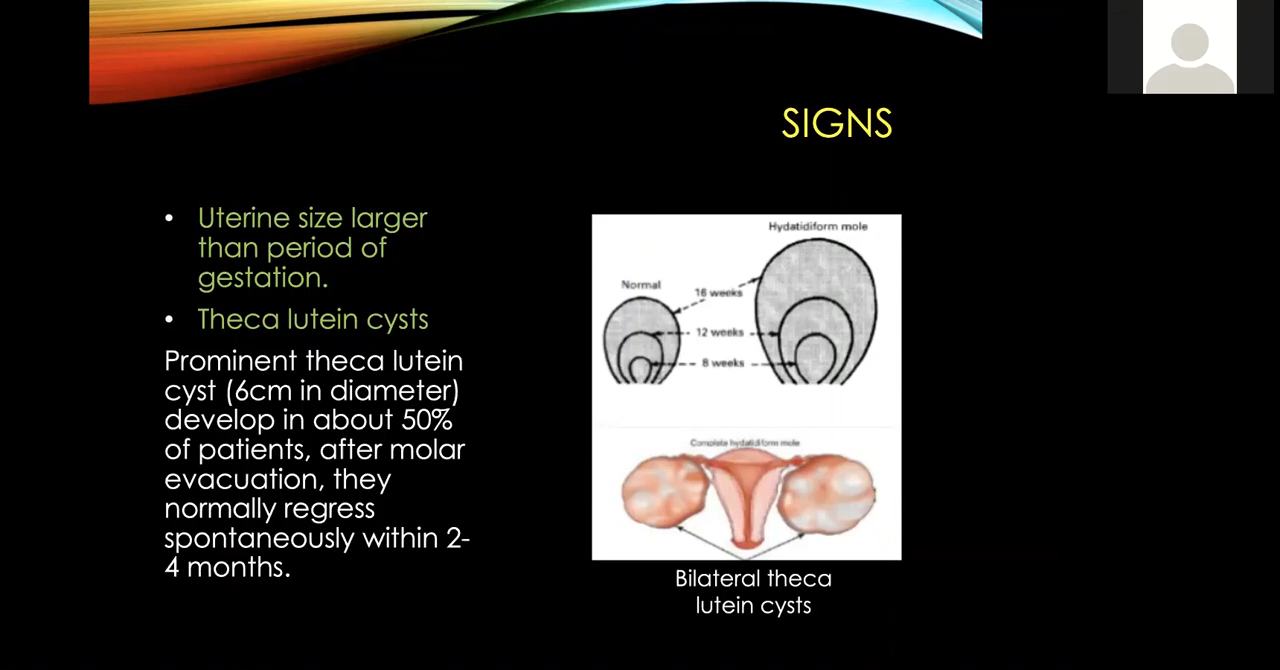 SIGNS
• Uterine size larger
than period of
gestation.
• Theca lutein cysts
Prominent theca lutein
cyst (6cm in diameter)
develop in about 50%
of patients, after molar
evacuation, they
normally regress
spontaneously within 2-
4 months.
Hydatidiform mole
Normal
16 weeks
12 weeks
8 weeks
Complete hydatidiform mole
Bilateral theca
lutein cysts